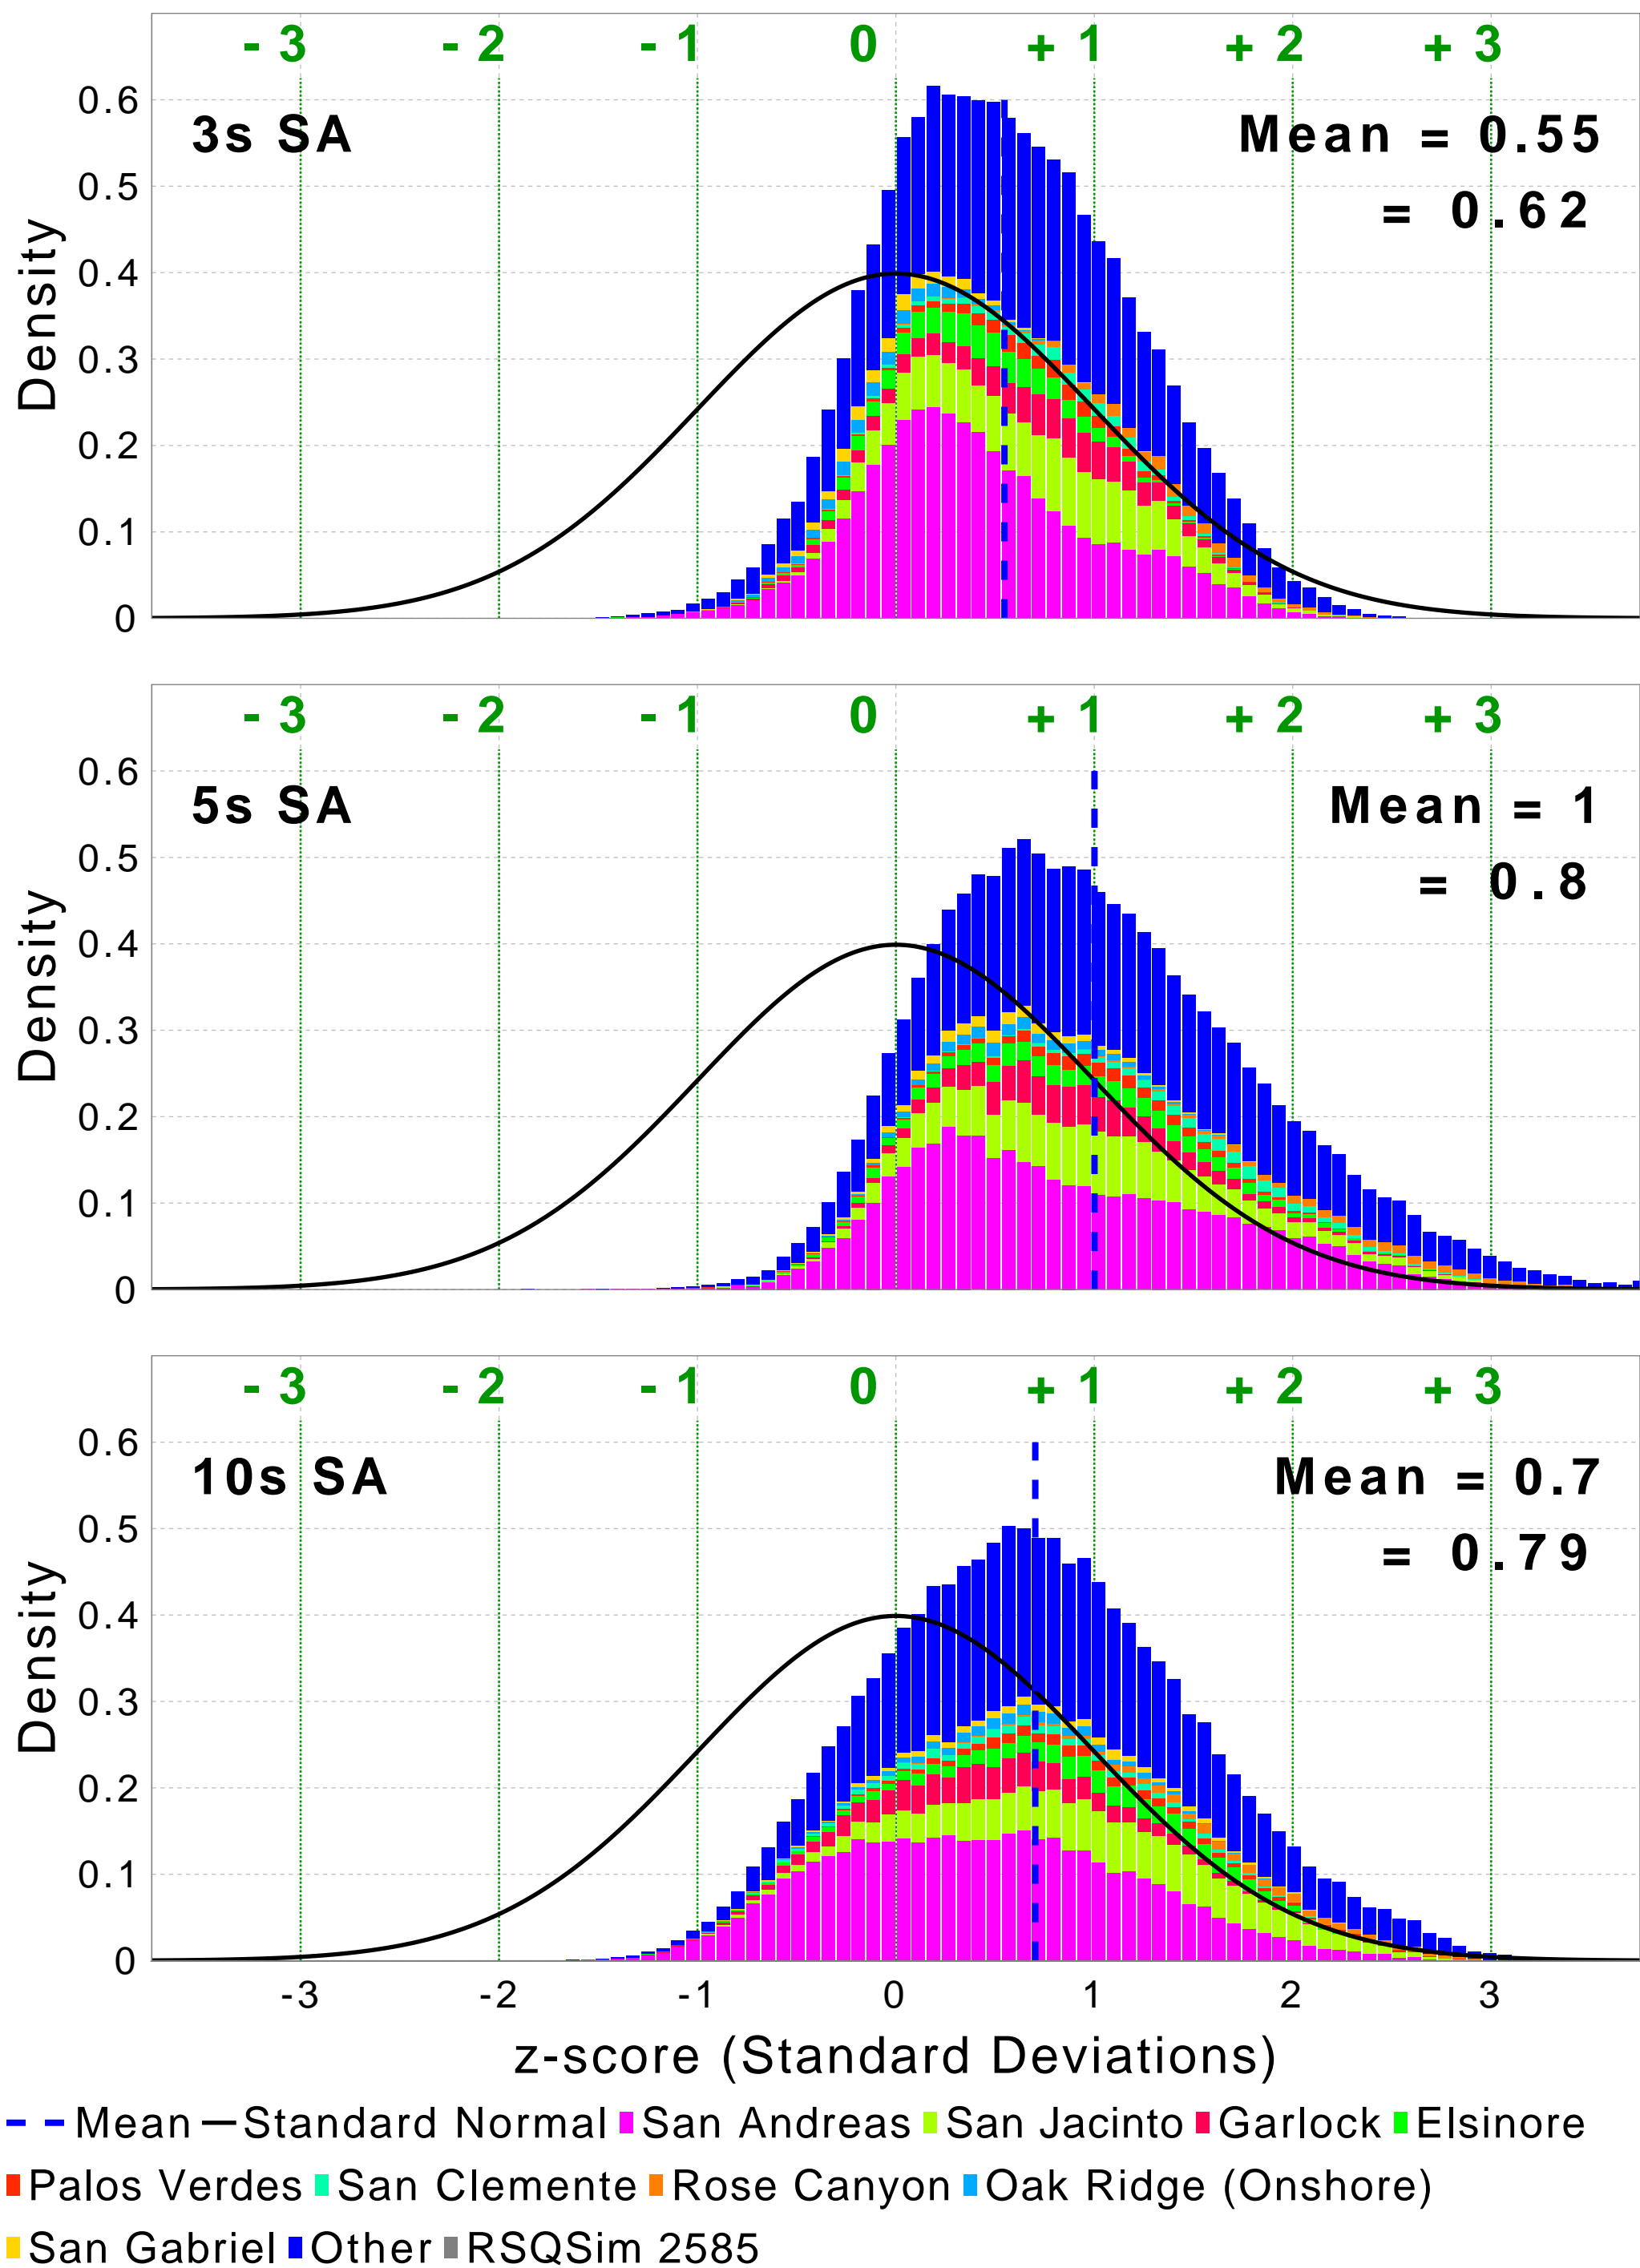 - 3 - 2 - 1 0 + 1 + 2 + 3
0.6
3s SA Mean = 0.55
0.5
= 0.62
0.4
0.3
0.2
0.1
0
Density
- 3 - 2 - 1 0 + 1 + 2 + 3
0.6
5s SA Mean = 1
0.5
= 0.8
0.4
0.3
0.2
0.1
0
Density
- 3 - 2 - 1 0 + 1 + 2 + 3
0.6
10s SA Mean = 0.7
0.5
= 0.79
0.4
0.3
0.2
0.1
0
Density
-3 -2 -1 0 1 2 3
z-score (Standard Deviations)
Mean Standard Normal San Andreas San Jacinto Garlock Elsinore
Palos Verdes San Clemente Rose Canyon Oak Ridge (Onshore)
San Gabriel Other RSQSim 2585